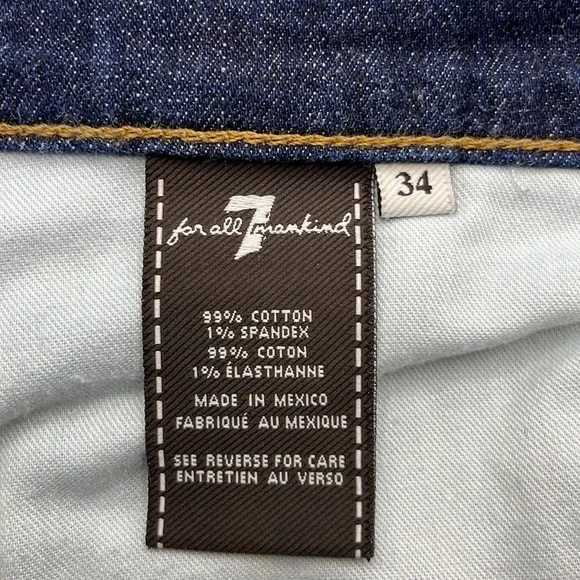 34
for all 7 mankind
99% COTTON
1% SPANDEX
99% COTON
1% ÉLASTHANNE
MADE IN MEXICO
FABRIQUÉ AU MEXIQUE
SEE REVERSE FOR CARE
ENTRETIEN AU VERSO